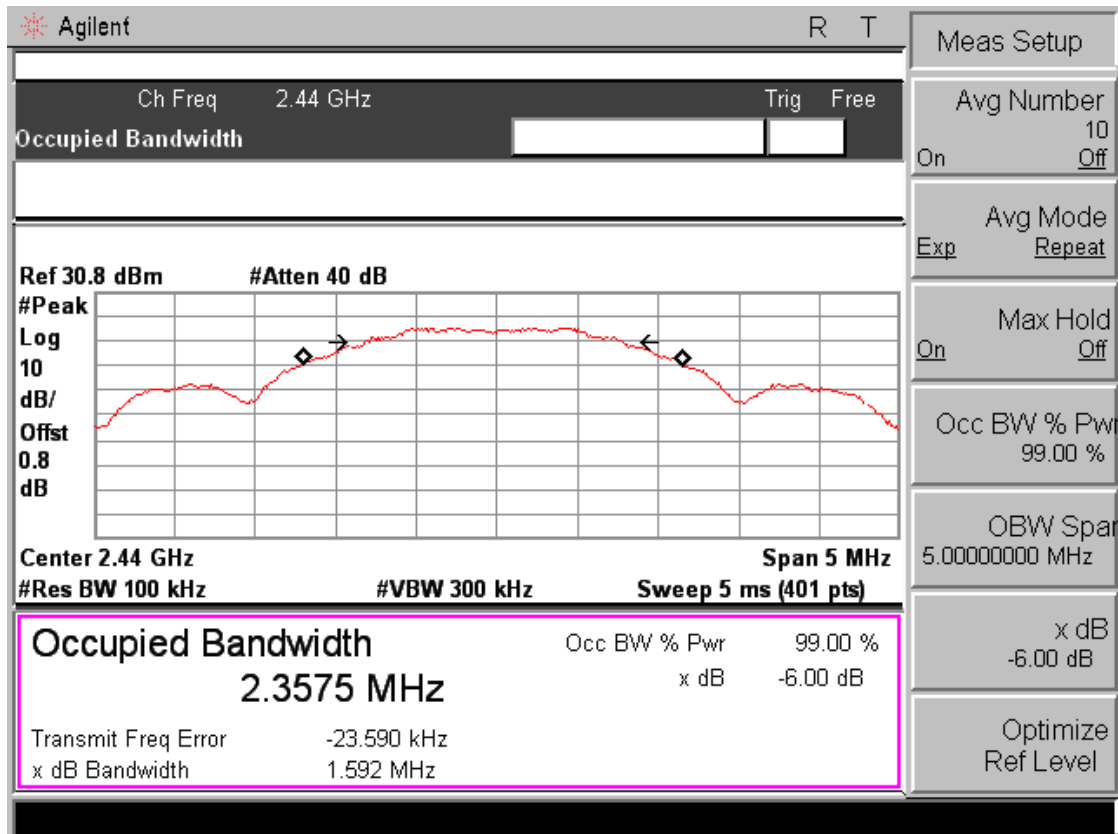 Agilent R T
Ch Freq 2.44 GHz Trig Free
Occupied Bandwidth
Ref 30.8 dBm #Atten 40 dB
#Peak
Log
10
dB/
Offst
0.8
dB
Center 2.44 GHz Span 5 MHz
#Res BW 100 kHz #VBW 300 kHz Sweep 5 ms (401 pts)
Occupied Bandwidth
2.3575 MHz
Occ BW % Pwr 99.00 %
x dB -6.00 dB
Transmit Freq Error -23.590 kHz
x dB Bandwidth 1.592 MHz
Meas Setup
Avg Number
10
On Off
Avg Mode
Exp Repeat
Max Hold
On Off
Occ BW % Pwr
99.00 %
OBW Span
5.00000000 MHz
x dB
-6.00 dB
Optimize
Ref Level